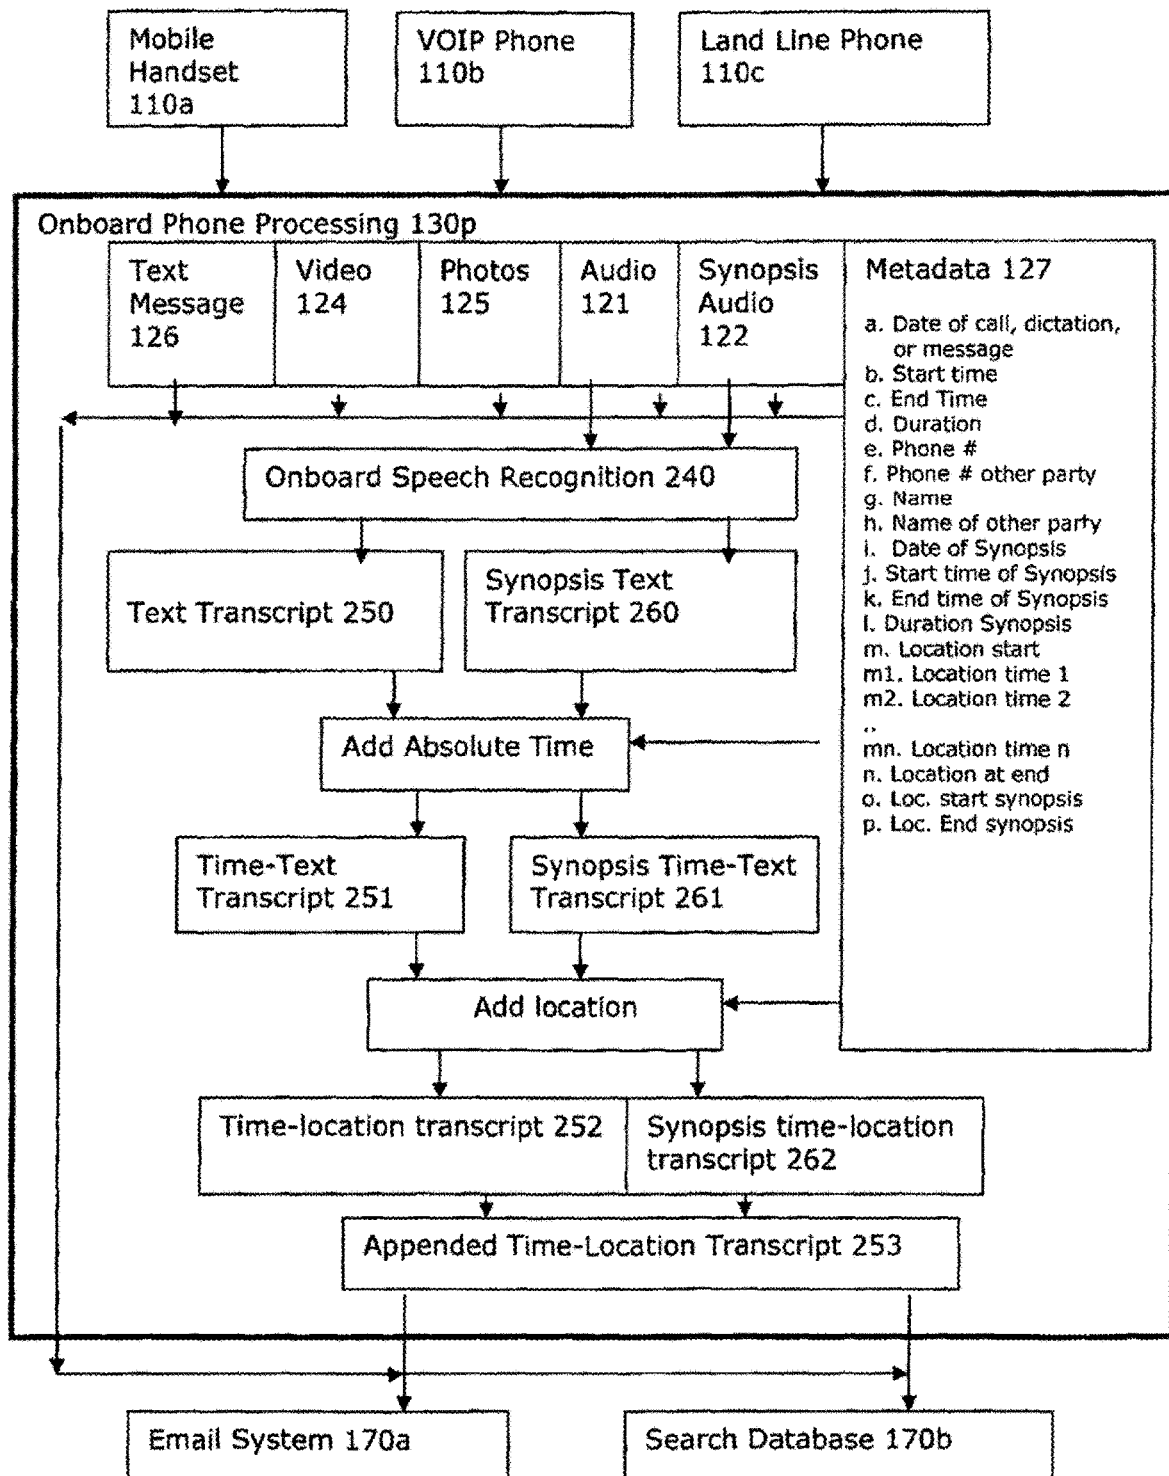 Mobile
Handset
110a
VOIP Phone
110b
Land Line Phone
110c
Onboard Phone Processing 130p
Text
Message
126
Video
124
Photos
125
Audio
121
Synopsis
Audio
122
Metadata 127
a. Date of call, dictation,
or message
b. Start time
c. End Time
d. Duration
e. Phone #
f. Phone # other party
g. Name
h. Name of other party
i. Date of Synopsis
j. Start time of Synopsis
k. End time of Synopsis
l. Duration Synopsis
m. Location start
m1. Location time 1
m2. Location time 2
..
mn. Location time n
n. Location at end
o. Loc. start synopsis
p. Loc. End synopsis
Onboard Speech Recognition 240
Text Transcript 250
Synopsis Text
Transcript 260
Add Absolute Time
Time-Text
Transcript 251
Synopsis Time-Text
Transcript 261
Add location
Time-location transcript 252
Synopsis time-location
transcript 262
Appended Time-Location Transcript 253
Email System 170a
Search Database 170b